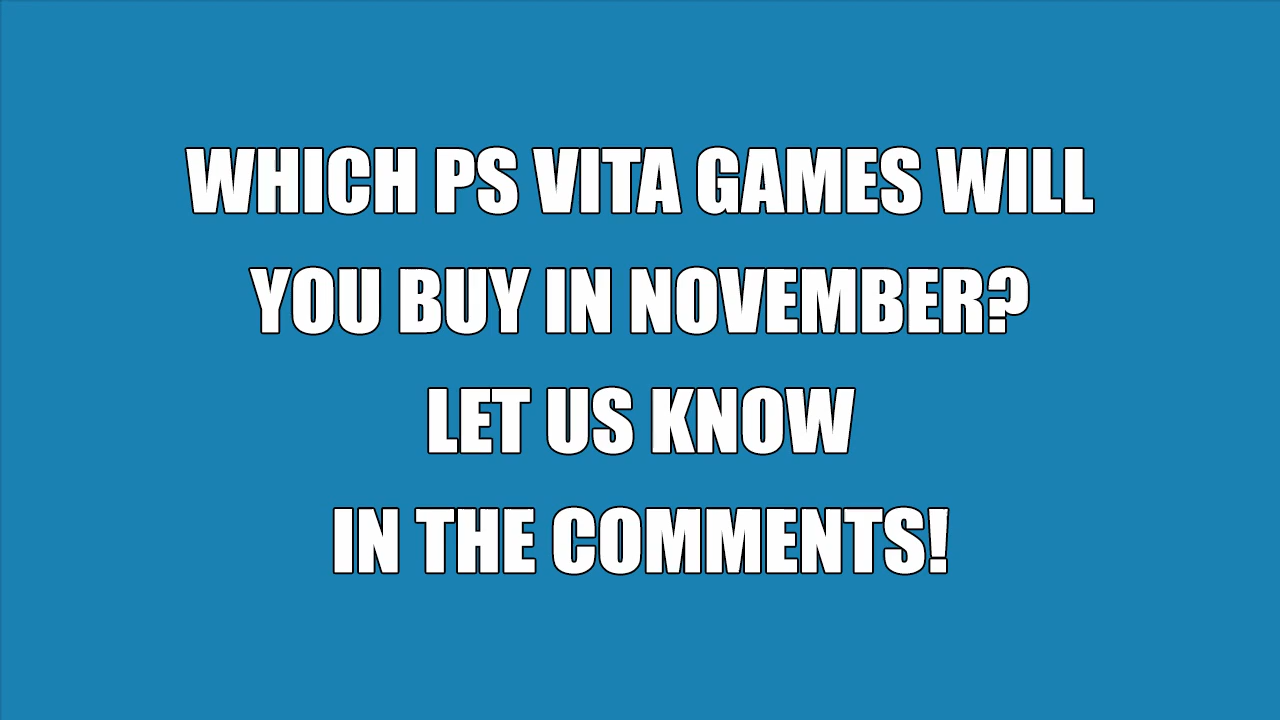 WHICH PS VITA GAMES WILL
YOU BUY IN NOVEMBER?
LET US KNOW
IN THE COMMENTS!